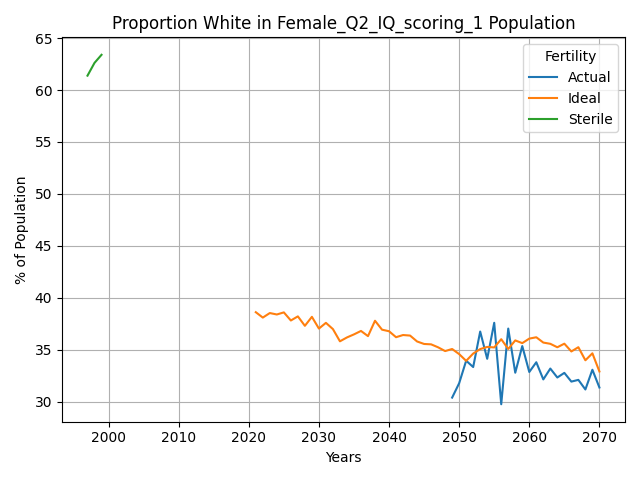 Proportion White in Female_Q2_IQ_scoring_1 Population
Fertility
Actual
Ideal
Sterile
% of Population
65
60
55
50
45
40
35
30
2000 2010 2020 2030 2040 2050 2060 2070
Years